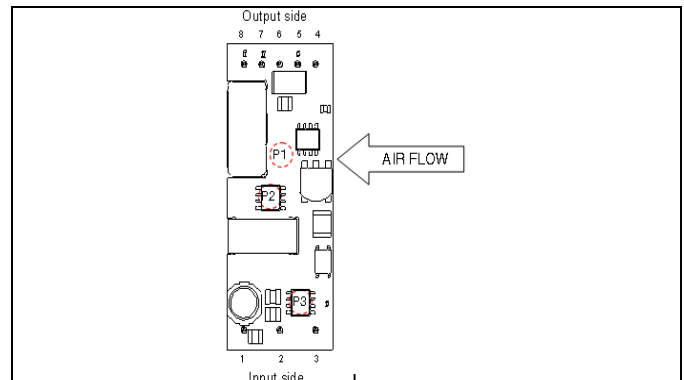 Output side
8 7 6 5 4
P1
AIR FLOW
P2
P3
1 2 3
Input side